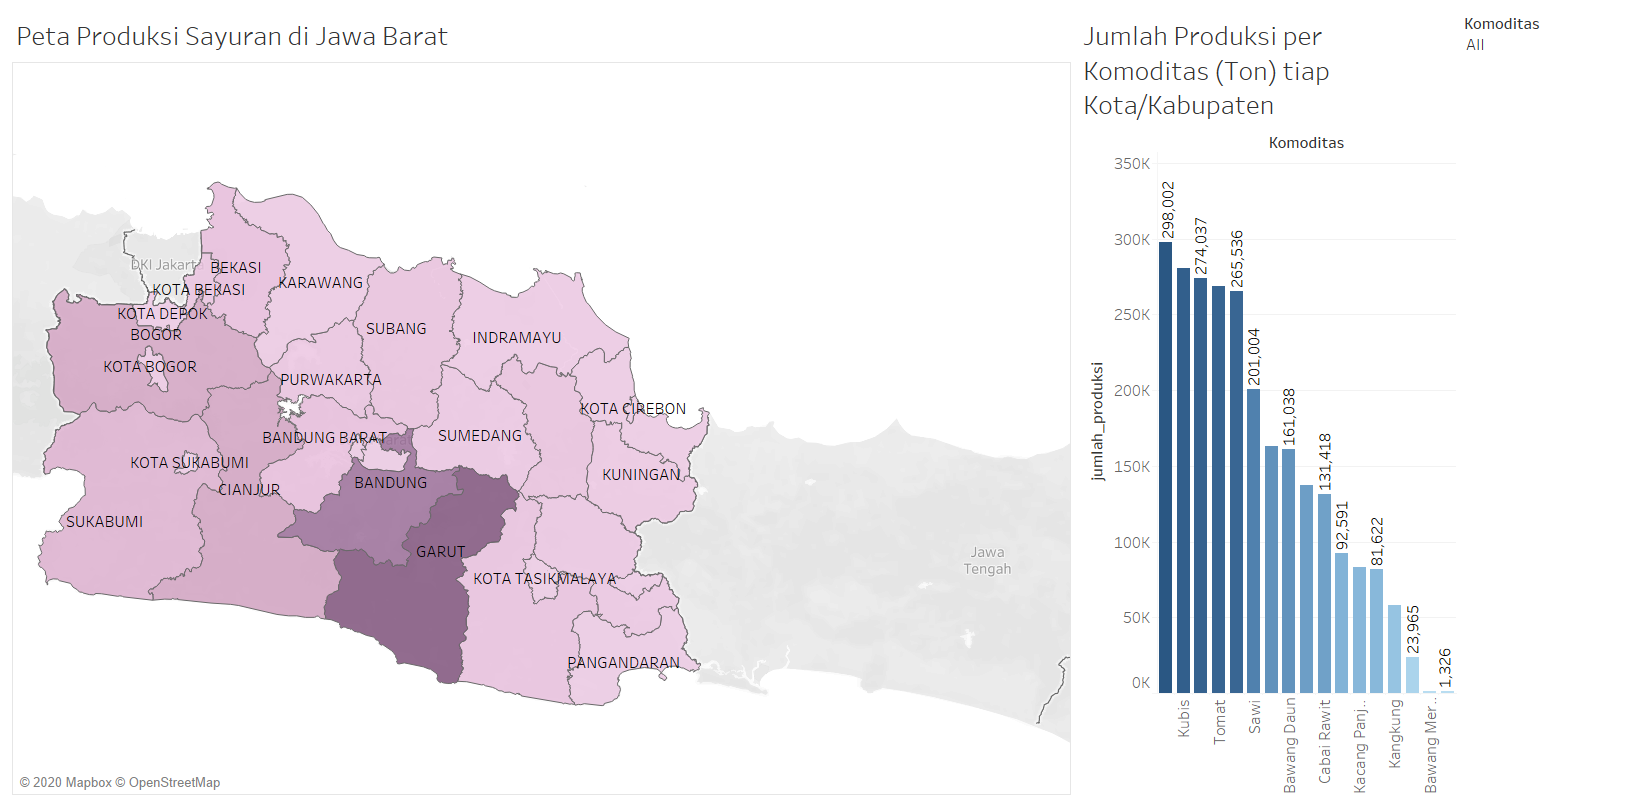 Peta Produksi Sayuran di Jawa Barat
DKI Jakart
BEKASI
KOTA BEKASI
KARAWANG
KOTA DEPOK
BOGOR
SUBANG
INDRAMAYU
KOTA BOGOR
PURWAKARTA
KOTA CIREBON
BANDUNG BARAT
SUMEDANG
KOTA SUKABUMI
KUNINGAN
CIANJUR
BANDUNG
SUKABUMI
GARUT
Jawa
Tengah
KOTA TASIKMALAYA
PANGANDARAN
© 2020 Mapbox © OpenStreetMap
Jumlah Produksi per
Komoditas (Ton) tiap
Kota/Kabupaten
Komoditas
350K
300K
250K
200K
150K
100K
50K
0K
jumlah_produksi
298,002
274,037
265,536
201,004
161,038
131,418
92,591
81,622
23,965
1,326
Kubis
Tomat
Sawi
Bawang Daun
Cabai Rawit
Kacang Panj..
Kangkung
Bawang Mer..
Komoditas
All